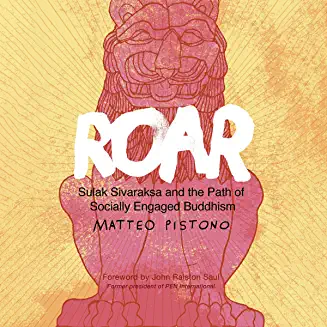 ROAR
Sulak Sivaraksa and the Path of
Socially Engaged Buddhism
MATTEO PISTONO
Foreword by John Ralston Saul
Former president of PEN International